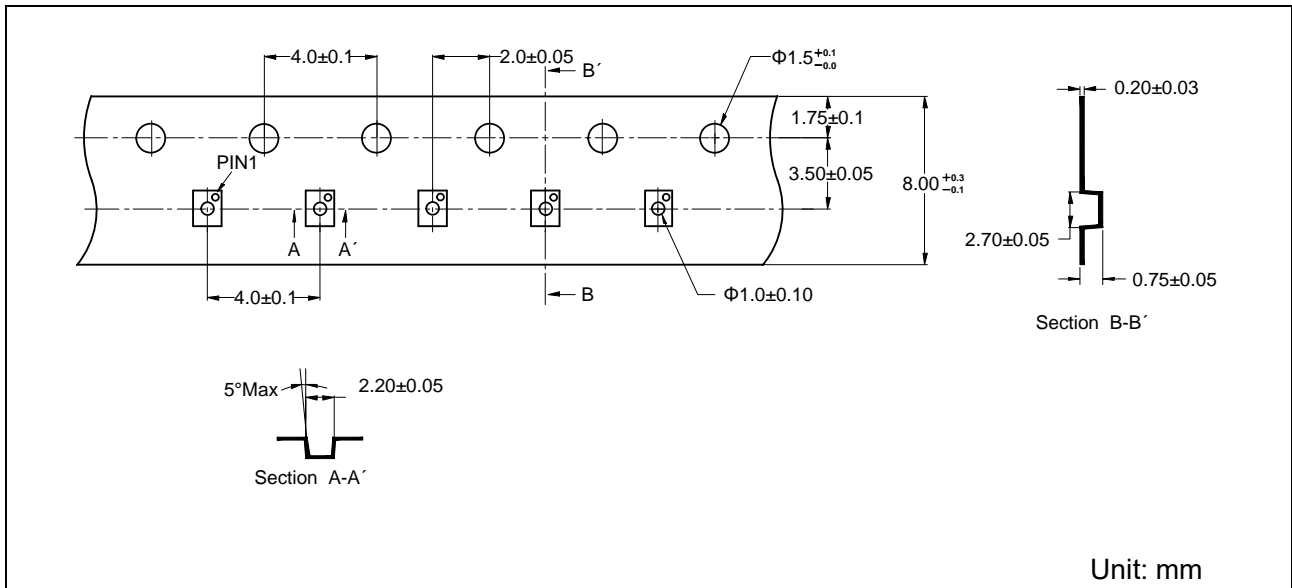 4.0±0.1
2.0±0.05
B´
Φ1.5 +0.1 −0.0
0.20±0.03
1.75±0.1
PIN1
3.50±0.05
8.00 +0.3 −0.1
A
A´
2.70±0.05
4.0±0.1
B
Φ1.0±0.10
0.75±0.05
Section B-B´
5°Max
2.20±0.05
Section A-A´
Unit: mm